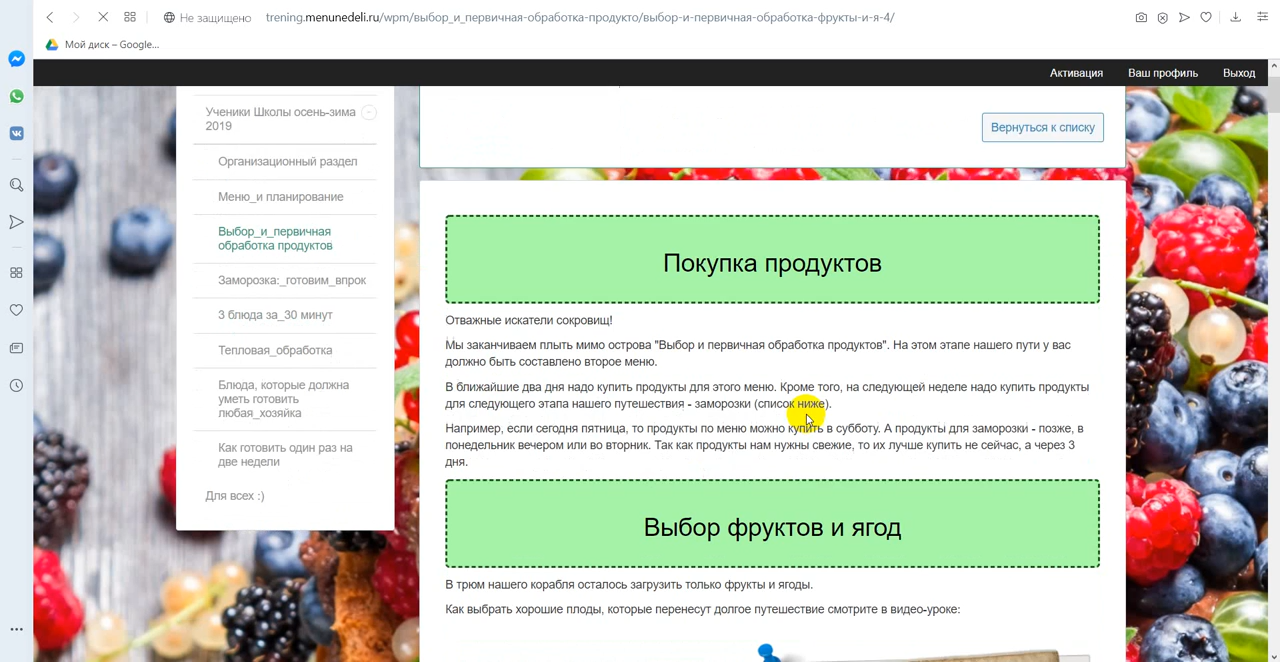 Не защищено
trening.menunedeli.ru/wpm/выбор_и_первичная-обработка-продукто/выбор-и-первичная-обработка-фрукты-и-я-4/
Мой диск – Google...
Активация
Ваш профиль
Выход
Ученики Школы осень-зима
2019
Организационный раздел
Меню_и планирование
Выбор_и_первичная
обработка продуктов
Заморозка:_готовим_впрок
3 блюда за_30 минут
Тепловая_обработка
Блюда, которые должна
уметь готовить
любая_хозяйка
Как готовить один раз на
две недели
Для всех :)
Вернуться к списку
Покупка продуктов
Отважные искатели сокровищ!
Мы заканчиваем плыть мимо острова "Выбор и первичная обработка продуктов". На этом этапе нашего пути у вас
должно быть составлено второе меню.
В ближайшие два дня надо купить продукты для этого меню. Кроме того, на следующей неделе надо купить продукты
для следующего этапа нашего путешествия - заморозки (список ниже).
Например, если сегодня пятница, то продукты по меню можно купить в субботу. А продукты для заморозки - позже, в
понедельник вечером или во вторник. Так как продукты нам нужны свежие, то их лучше купить не сейчас, а через 3
дня.
Выбор фруктов и ягод
В трюм нашего корабля осталось загрузить только фрукты и ягоды.
Как выбрать хорошие плоды, которые перенесут долгое путешествие смотрите в видео-уроке: